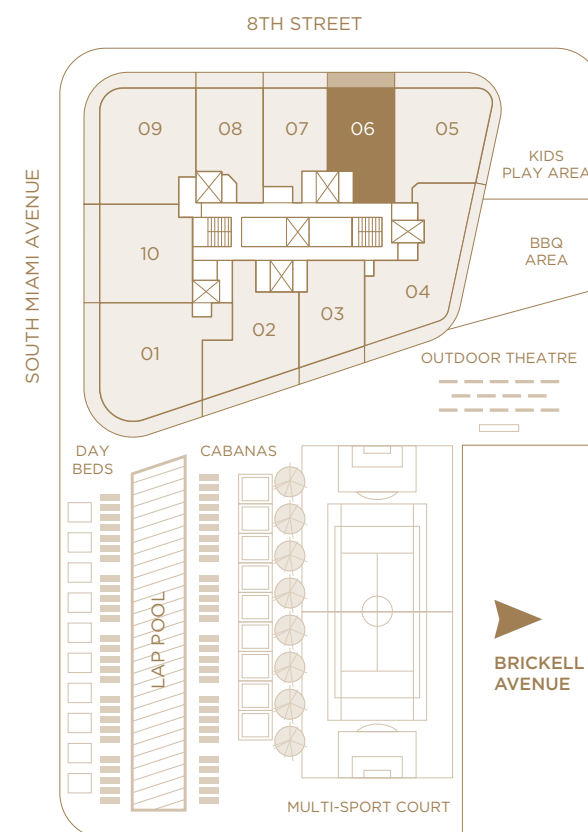 8TH STREET
SOUTH MIAMI AVENUE
09
08
07
06
05
KIDS
PLAY AREA
BBQ
AREA
10
04
03
02
01
OUTDOOR THEATRE
DAY
BEDS
CABANAS
LAP POOL
BRICKELL
AVENUE
MULTI-SPORT COURT